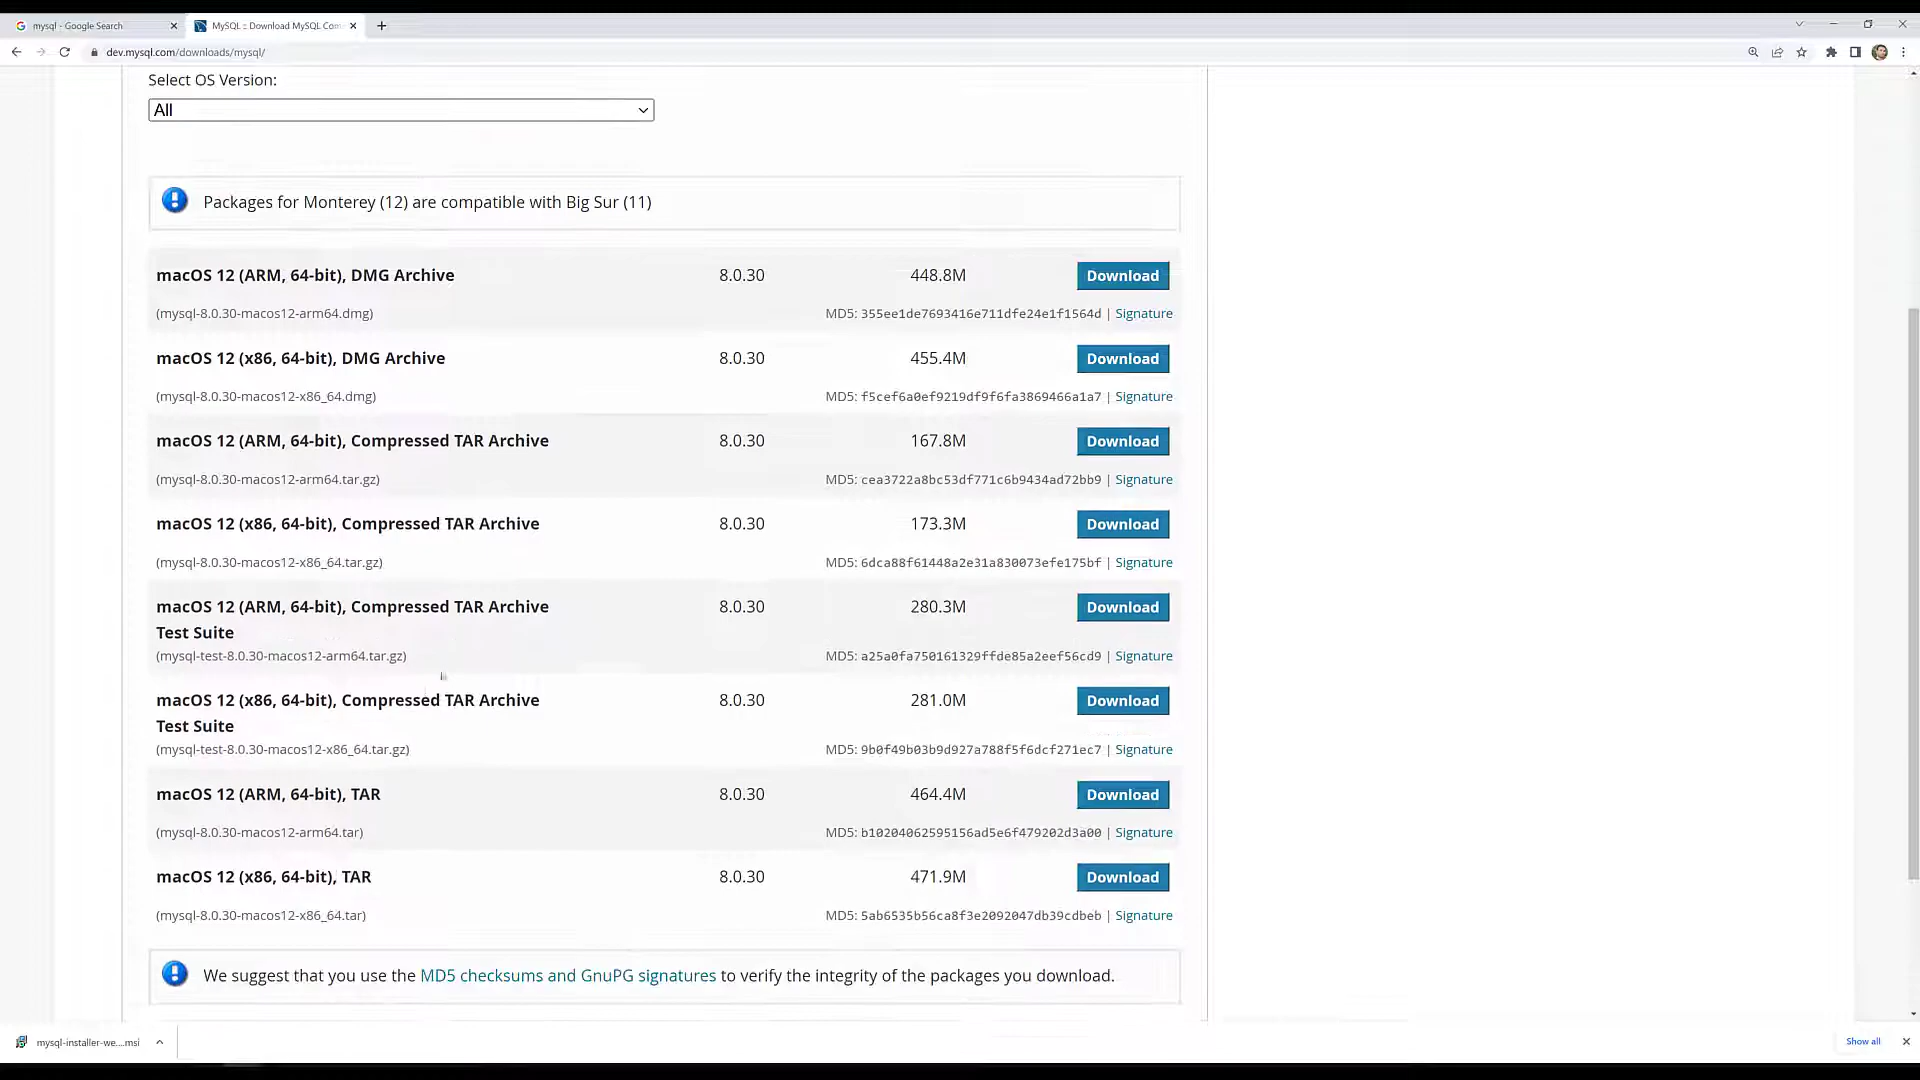 mysql - Google Search
MySQL :: Download MySQL Com
dev.mysql.com/downloads/mysql/
Select OS Version:
All
Packages for Monterey (12) are compatible with Big Sur (11)
macOS 12 (ARM, 64-bit), DMG Archive 8.0.30 448.8M Download
(mysql-8.0.30-macos12-arm64.dmg) MD5: 355ee1de7693416e711dfe24e1f1564d | Signature
macOS 12 (x86, 64-bit), DMG Archive 8.0.30 455.4M Download
(mysql-8.0.30-macos12-x86_64.dmg) MD5: f5cef6a0ef9219df9f6fa3869466a1a7 | Signature
macOS 12 (ARM, 64-bit), Compressed TAR Archive 8.0.30 167.8M Download
(mysql-8.0.30-macos12-arm64.tar.gz) MD5: cea3722a8bc53df771c6b9434ad72bb9 | Signature
macOS 12 (x86, 64-bit), Compressed TAR Archive 8.0.30 173.3M Download
(mysql-8.0.30-macos12-x86_64.tar.gz) MD5: 6dca88f61448a2e31a830073efe175bf | Signature
macOS 12 (ARM, 64-bit), Compressed TAR Archive 8.0.30 280.3M Download
Test Suite
(mysql-test-8.0.30-macos12-arm64.tar.gz) MD5: a25a0fa750161329ffde85a2eef56cd9 | Signature
macOS 12 (x86, 64-bit), Compressed TAR Archive 8.0.30 281.0M Download
Test Suite
(mysql-test-8.0.30-macos12-x86_64.tar.gz) MD5: 9b0f49b03b9d927a788f5f6dcf271ec7 | Signature
macOS 12 (ARM, 64-bit), TAR 8.0.30 464.4M Download
(mysql-8.0.30-macos12-arm64.tar) MD5: b10204062595156ad5e6f479202d3a00 | Signature
macOS 12 (x86, 64-bit), TAR 8.0.30 471.9M Download
(mysql-8.0.30-macos12-x86_64.tar) MD5: 5ab6535b56ca8f3e2092047db39cdbeb | Signature
We suggest that you use the MD5 checksums and GnuPG signatures to verify the integrity of the packages you download.
mysql-installer-we....msi
Show all